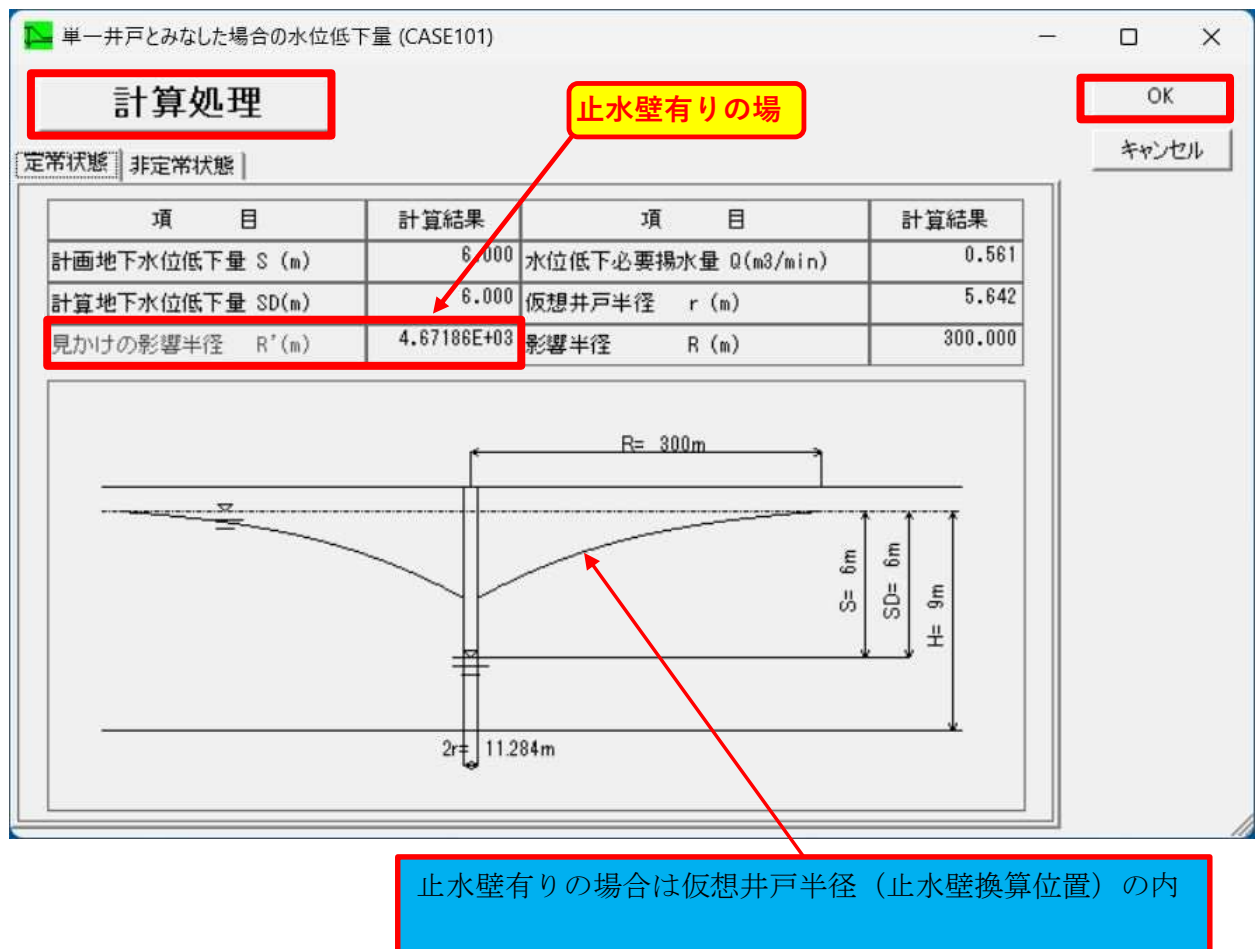 単一井戸とみなした場合の水位低下量 (CASE101)
計算処理
止水壁有りの場
OK
キャンセル
定常状態 非定常状態
項 目 計算結果 項 目 計算結果
計画地下水位低下量 S (m) 6.000 水位低下必要揚水量 Q(m3/min) 0.561
計算地下水位低下量 SD(m) 6.000 仮想井戸半径 r (m) 5.642
見かけの影響半径 R'(m) 4.67186E+03 影響半径 R (m) 300.000
R= 300m
S= 6m
SD= 6m
H= 9m
2r= 11.284m
止水壁有りの場合は仮想井戸半径（止水壁換算位置）の内